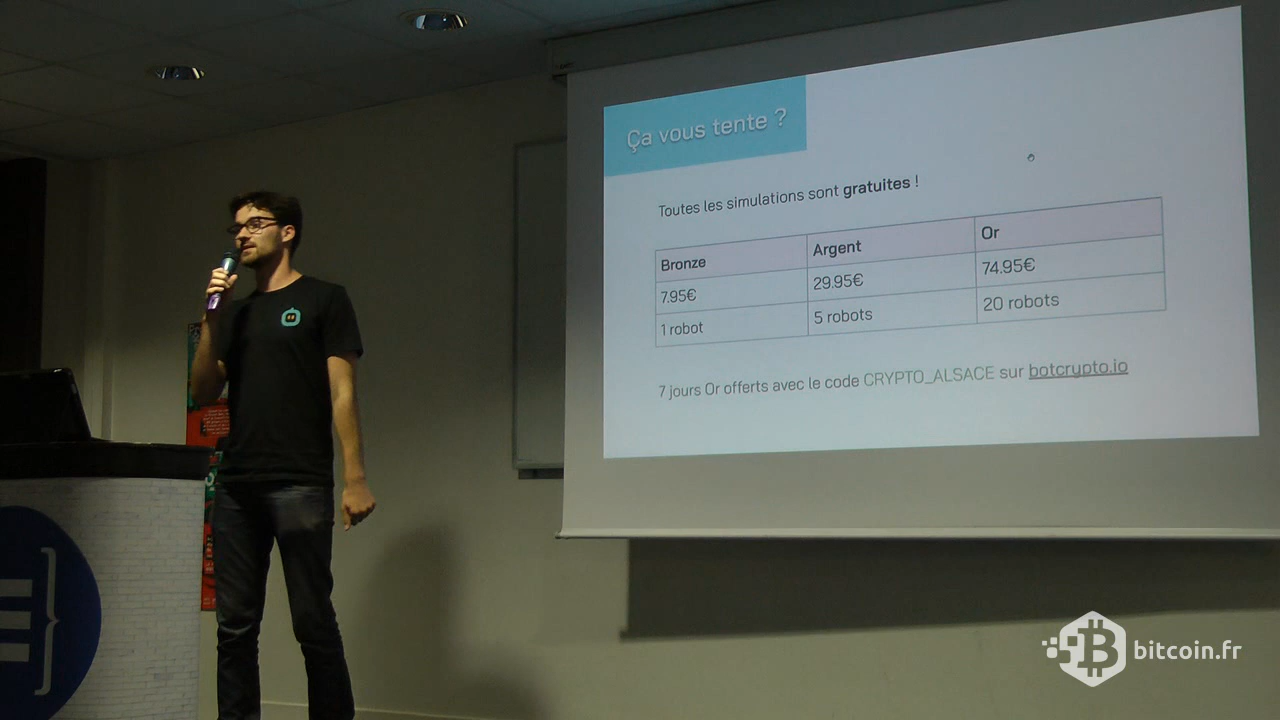 Ça vous tente ?
Toutes les simulations sont gratuites !
Bronze Argent Or
7.95€ 29.95€ 74.95€
1 robot 5 robots 20 robots
7 jours Or offerts avec le code CRYPTO_ALSACE sur botcrypto.io
bitcoin.fr